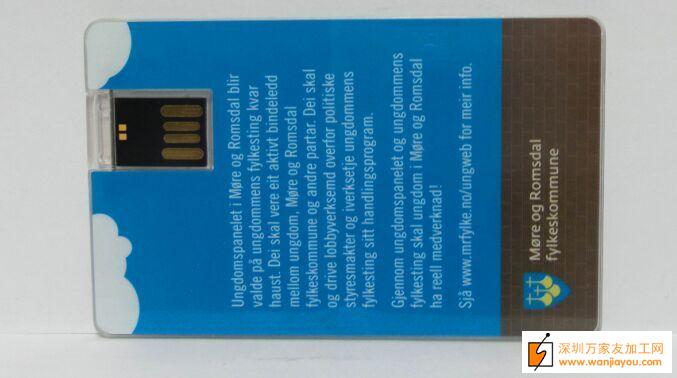 Ungdomspanelet i Møre og Romsdal blir
valde på ungdommens fylkesting kvar
haust. Dei skal vere eit aktivt bindeledd
mellom ungdom, Møre og Romsdal
fylkeskommune og andre partar. Dei skal
og drive lobbyverksemd overfor politiske
styresmakter og iverksetje ungdommens
fylkesting sitt handlingsprogram.
Gjennom ungdomspanelet og ungdommens
fylkesting skal ungdom i Møre og Romsdal
ha reell medverknad!
Sjå www.mrfylke.no/ungweb for meir info.
Møre og Romsdal
fylkeskommune
深圳万家友加工网
www.wanjiayou.com